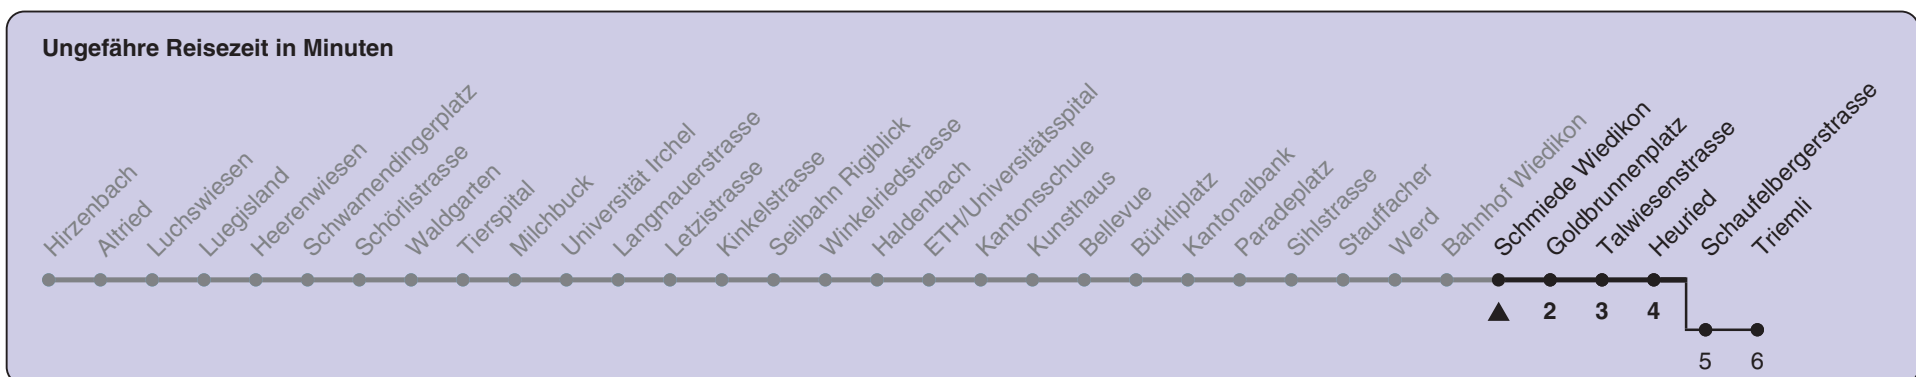 Ungefähre Reisezeit in Minuten
Hirzenbach
Altried
Luchswiesen
Luegisland
Heerenwiesen
Schwamendingerplatz
Schörlistrasse
Waldgarten
Tierspital
Milchbuck
Universität Irchel
Langmauerstrasse
Letzistrasse
Kinkelstrasse
Seilbahn Rigiblick
Winkelriedstrasse
Haldenbach
ETH/Universitätsspital
Kantonsschule
Kunsthaus
Bellevue
Bürkliplatz
Kantonalbank
Paradeplatz
Sihlstrasse
Stauffacher
Werd
Bahnhof Wiedikon
Schmiede Wiedikon
Goldbrunnenplatz
Talwiesenstrasse
Heuried
Schaufelbergerstrasse
Triemli
2 3 4
5 6